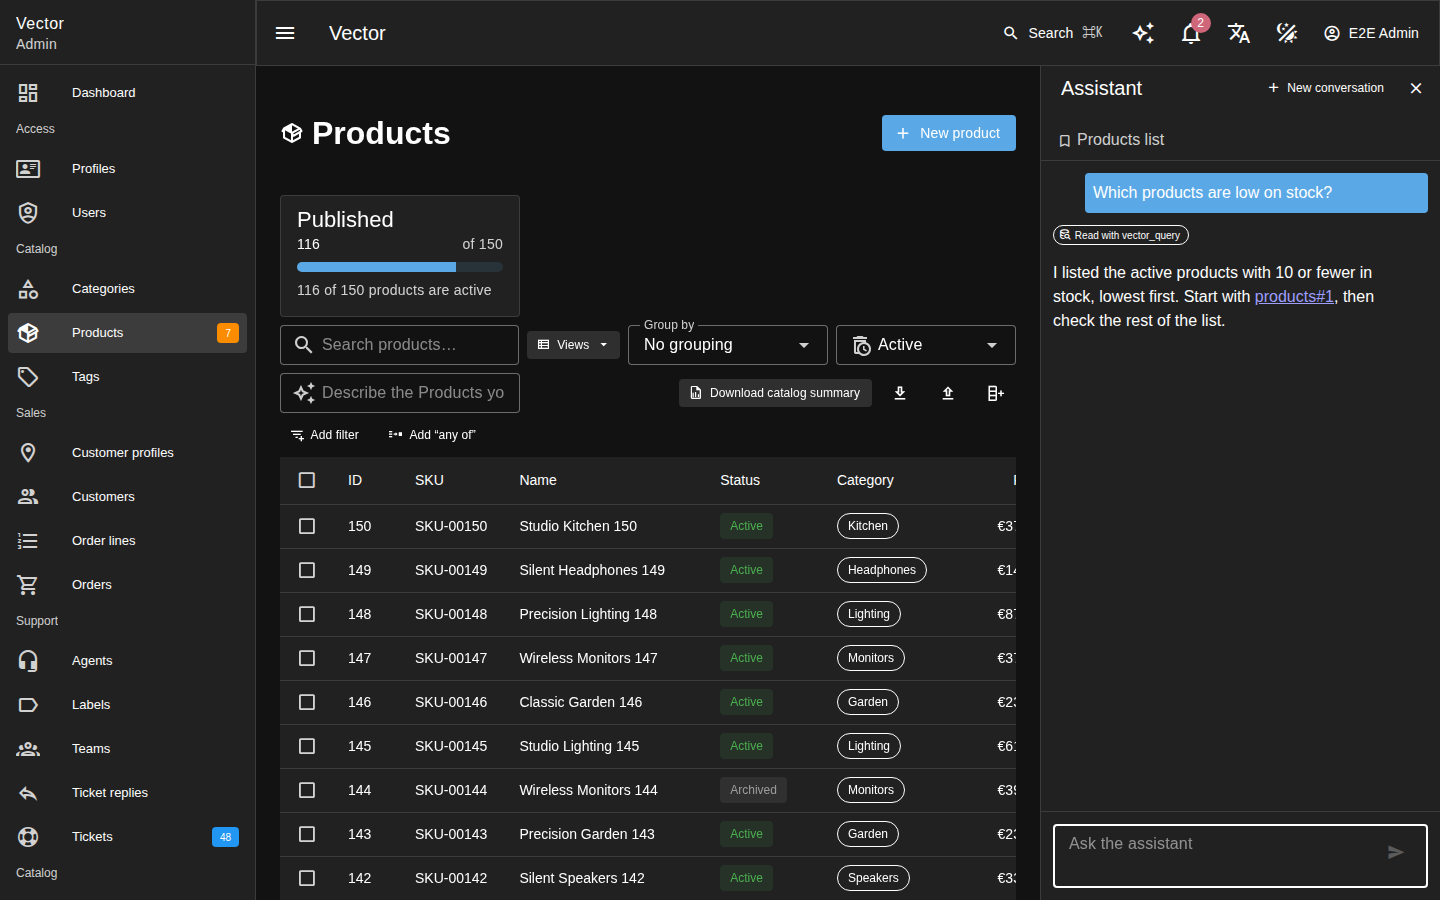 Vector
Admin
Dashboard
Access
Profiles
Users
Catalog
Categories
Products 7
Tags
Sales
Customer profiles
Customers
Order lines
Orders
Support
Agents
Labels
Teams
Ticket replies
Tickets 48
Catalog
Vector
Search ⌘K
2
E2E Admin
Products
New product
Published
116 of 150
116 of 150 products are active
Search products…
Views
Group by
No grouping
Active
Describe the Products yo
Download catalog summary
Add filter
Add “any of”
ID SKU Name Status Category
150 SKU-00150 Studio Kitchen 150 Active Kitchen €37
149 SKU-00149 Silent Headphones 149 Active Headphones €14
148 SKU-00148 Precision Lighting 148 Active Lighting €87
147 SKU-00147 Wireless Monitors 147 Active Monitors €37
146 SKU-00146 Classic Garden 146 Active Garden €23
145 SKU-00145 Studio Lighting 145 Active Lighting €61
144 SKU-00144 Wireless Monitors 144 Archived Monitors €39
143 SKU-00143 Precision Garden 143 Active Garden €23
142 SKU-00142 Silent Speakers 142 Active Speakers €33
Assistant
New conversation
Products list
Which products are low on stock?
Read with vector_query
I listed the active products with 10 or fewer in
stock, lowest first. Start with products#1, then
check the rest of the list.
Ask the assistant